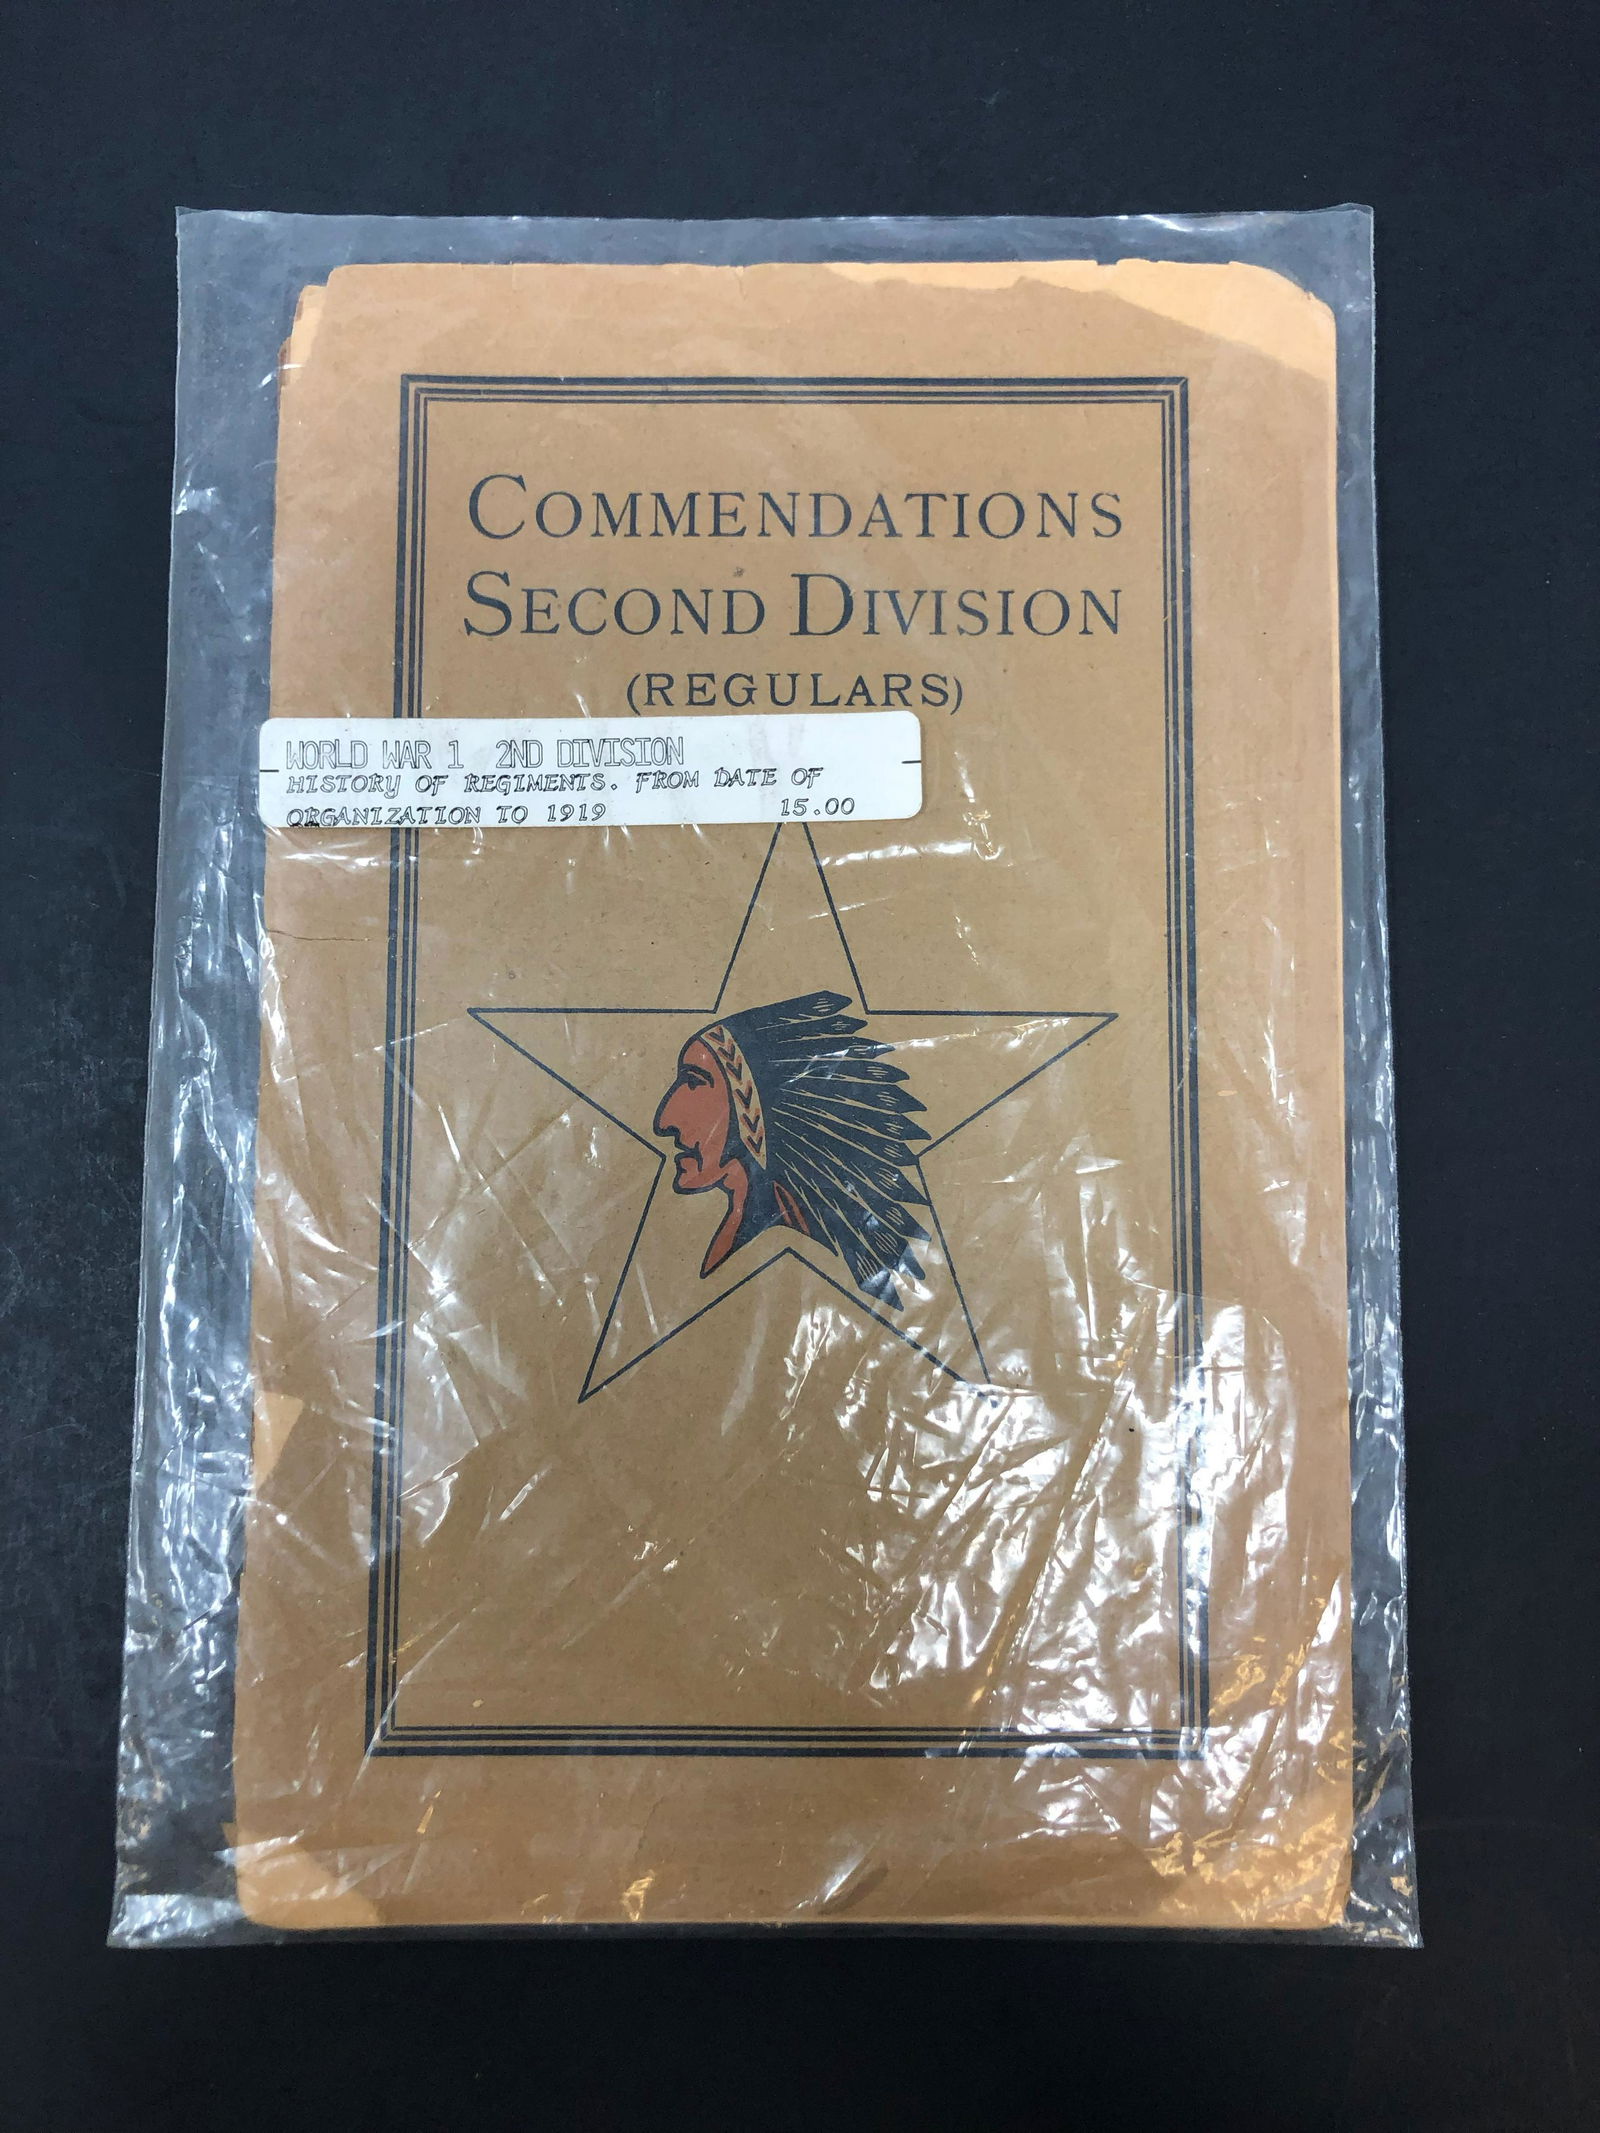 COMMENDATIONS
SECOND DIVISION
(REGULARS)
WORLD WAR 1 2ND DIVISION
HISTORY OF REGIMENTS. FROM DATE OF
ORGANIZATION TO 1919 15.00